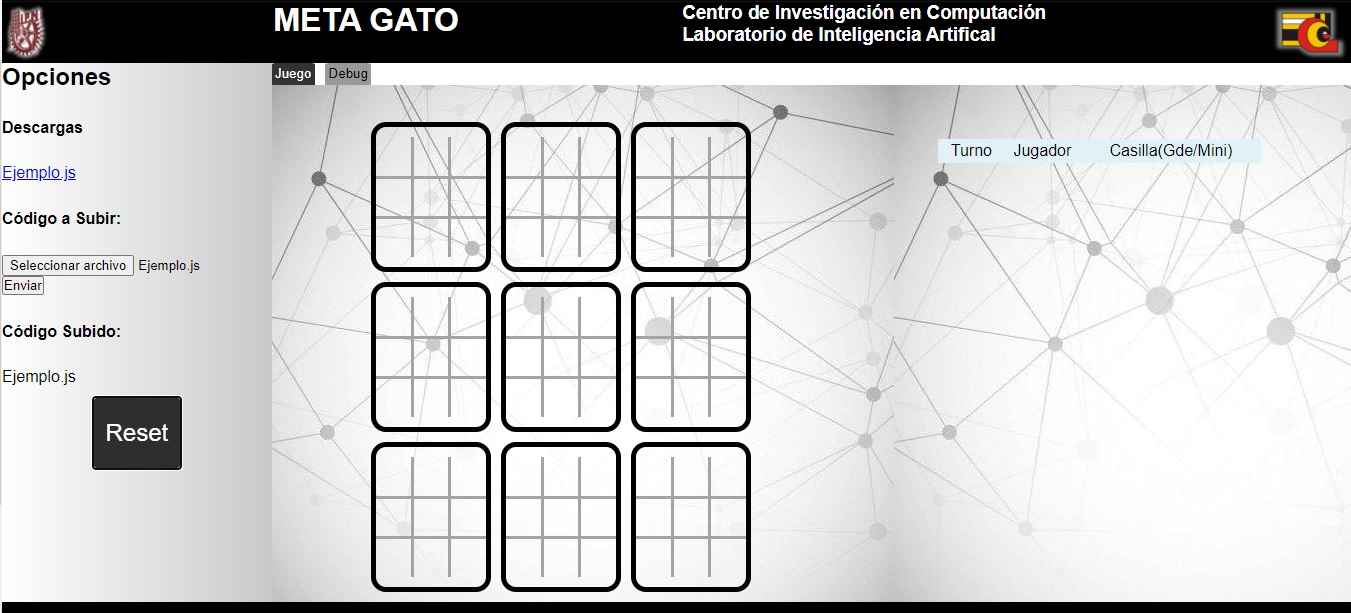 META GATO
Centro de Investigación en Computación
Laboratorio de Inteligencia Artifical
Opciones
Descargas
Ejemplo.js
Código a Subir:
Seleccionar archivo Ejemplo.js
Enviar
Código Subido:
Ejemplo.js
Reset
Juego Debug
Turno Jugador Casilla(Gde/Mini)